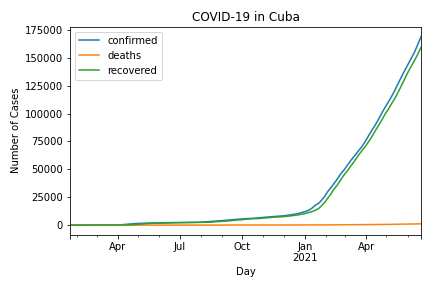 COVID-19 in Cuba
confirmed
deaths
recovered
Number of Cases
175000
150000
125000
100000
75000
50000
25000
0
Apr Jul Oct Jan Apr
2021
Day